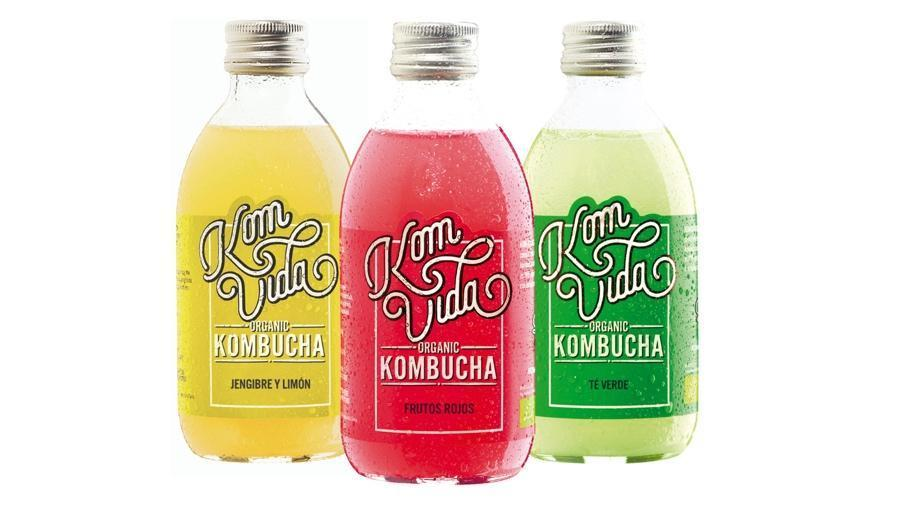 Kom
Vida
ORGANIC
KOMBUCHA
JENGIBRE Y LIMÓN
Kom
Vida
ORGANIC
KOMBUCHA
FRUTOS ROJOS
Kom
Vida
ORGANIC
KOMBUCHA
TÉ VERDE